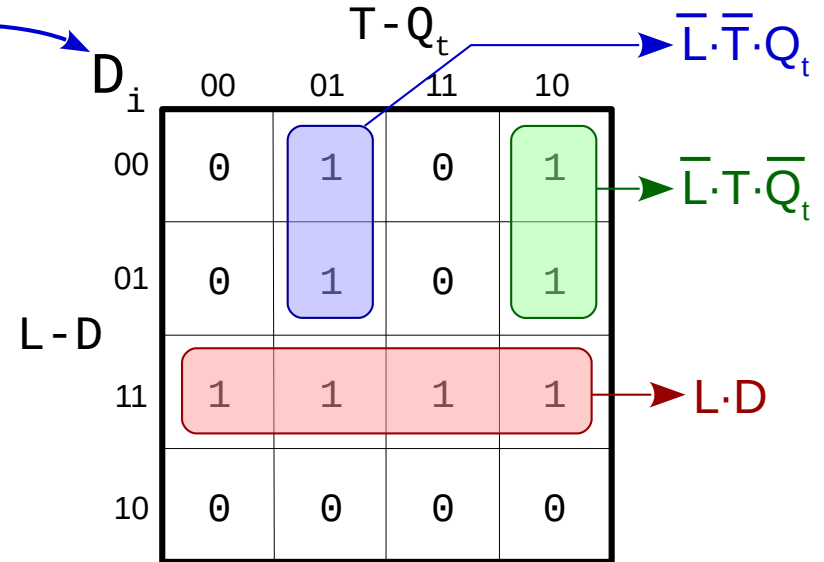 T-Qt
L̅·T̅·Qt
Di
00 01 11 10
00 0 1 0 1
L̅·T·Q̅t
01 0 1 0 1
L-D
11 1 1 1 1
L·D
10 0 0 0 0